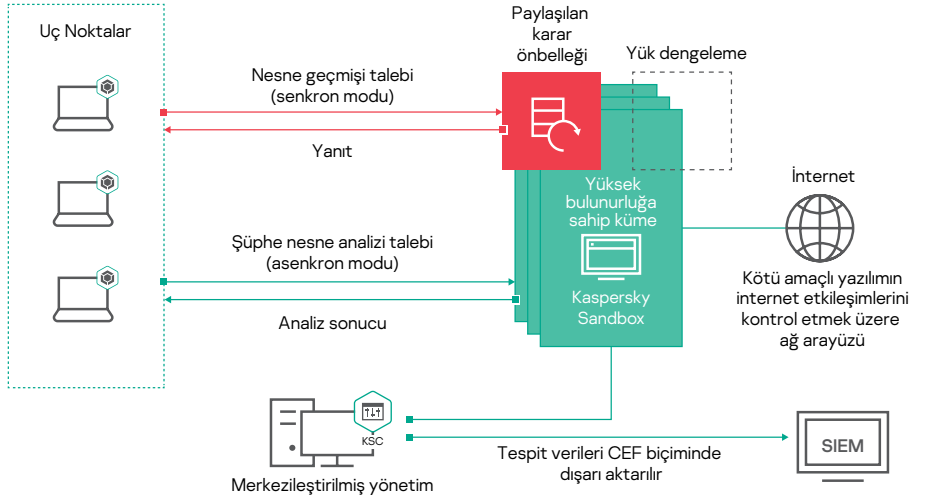 Uç Noktalar
Paylaşılan
karar
önbelleği
Yük dengeleme
Nesne geçmişi talebi
(senkron modu)
Yanıt
Yüksek
bulunurluğa
sahip küme
Kaspersky
Sandbox
İnternet
Kötü amaçlı yazılımın
internet etkileşimlerini
kontrol etmek üzere
ağ arayüzü
Şüphe nesne analizi talebi
(asenkron modu)
Analiz sonucu
KSC
Merkezileştirilmiş yönetim
Tespit verileri CEF biçiminde
dışarı aktarılır
SIEM